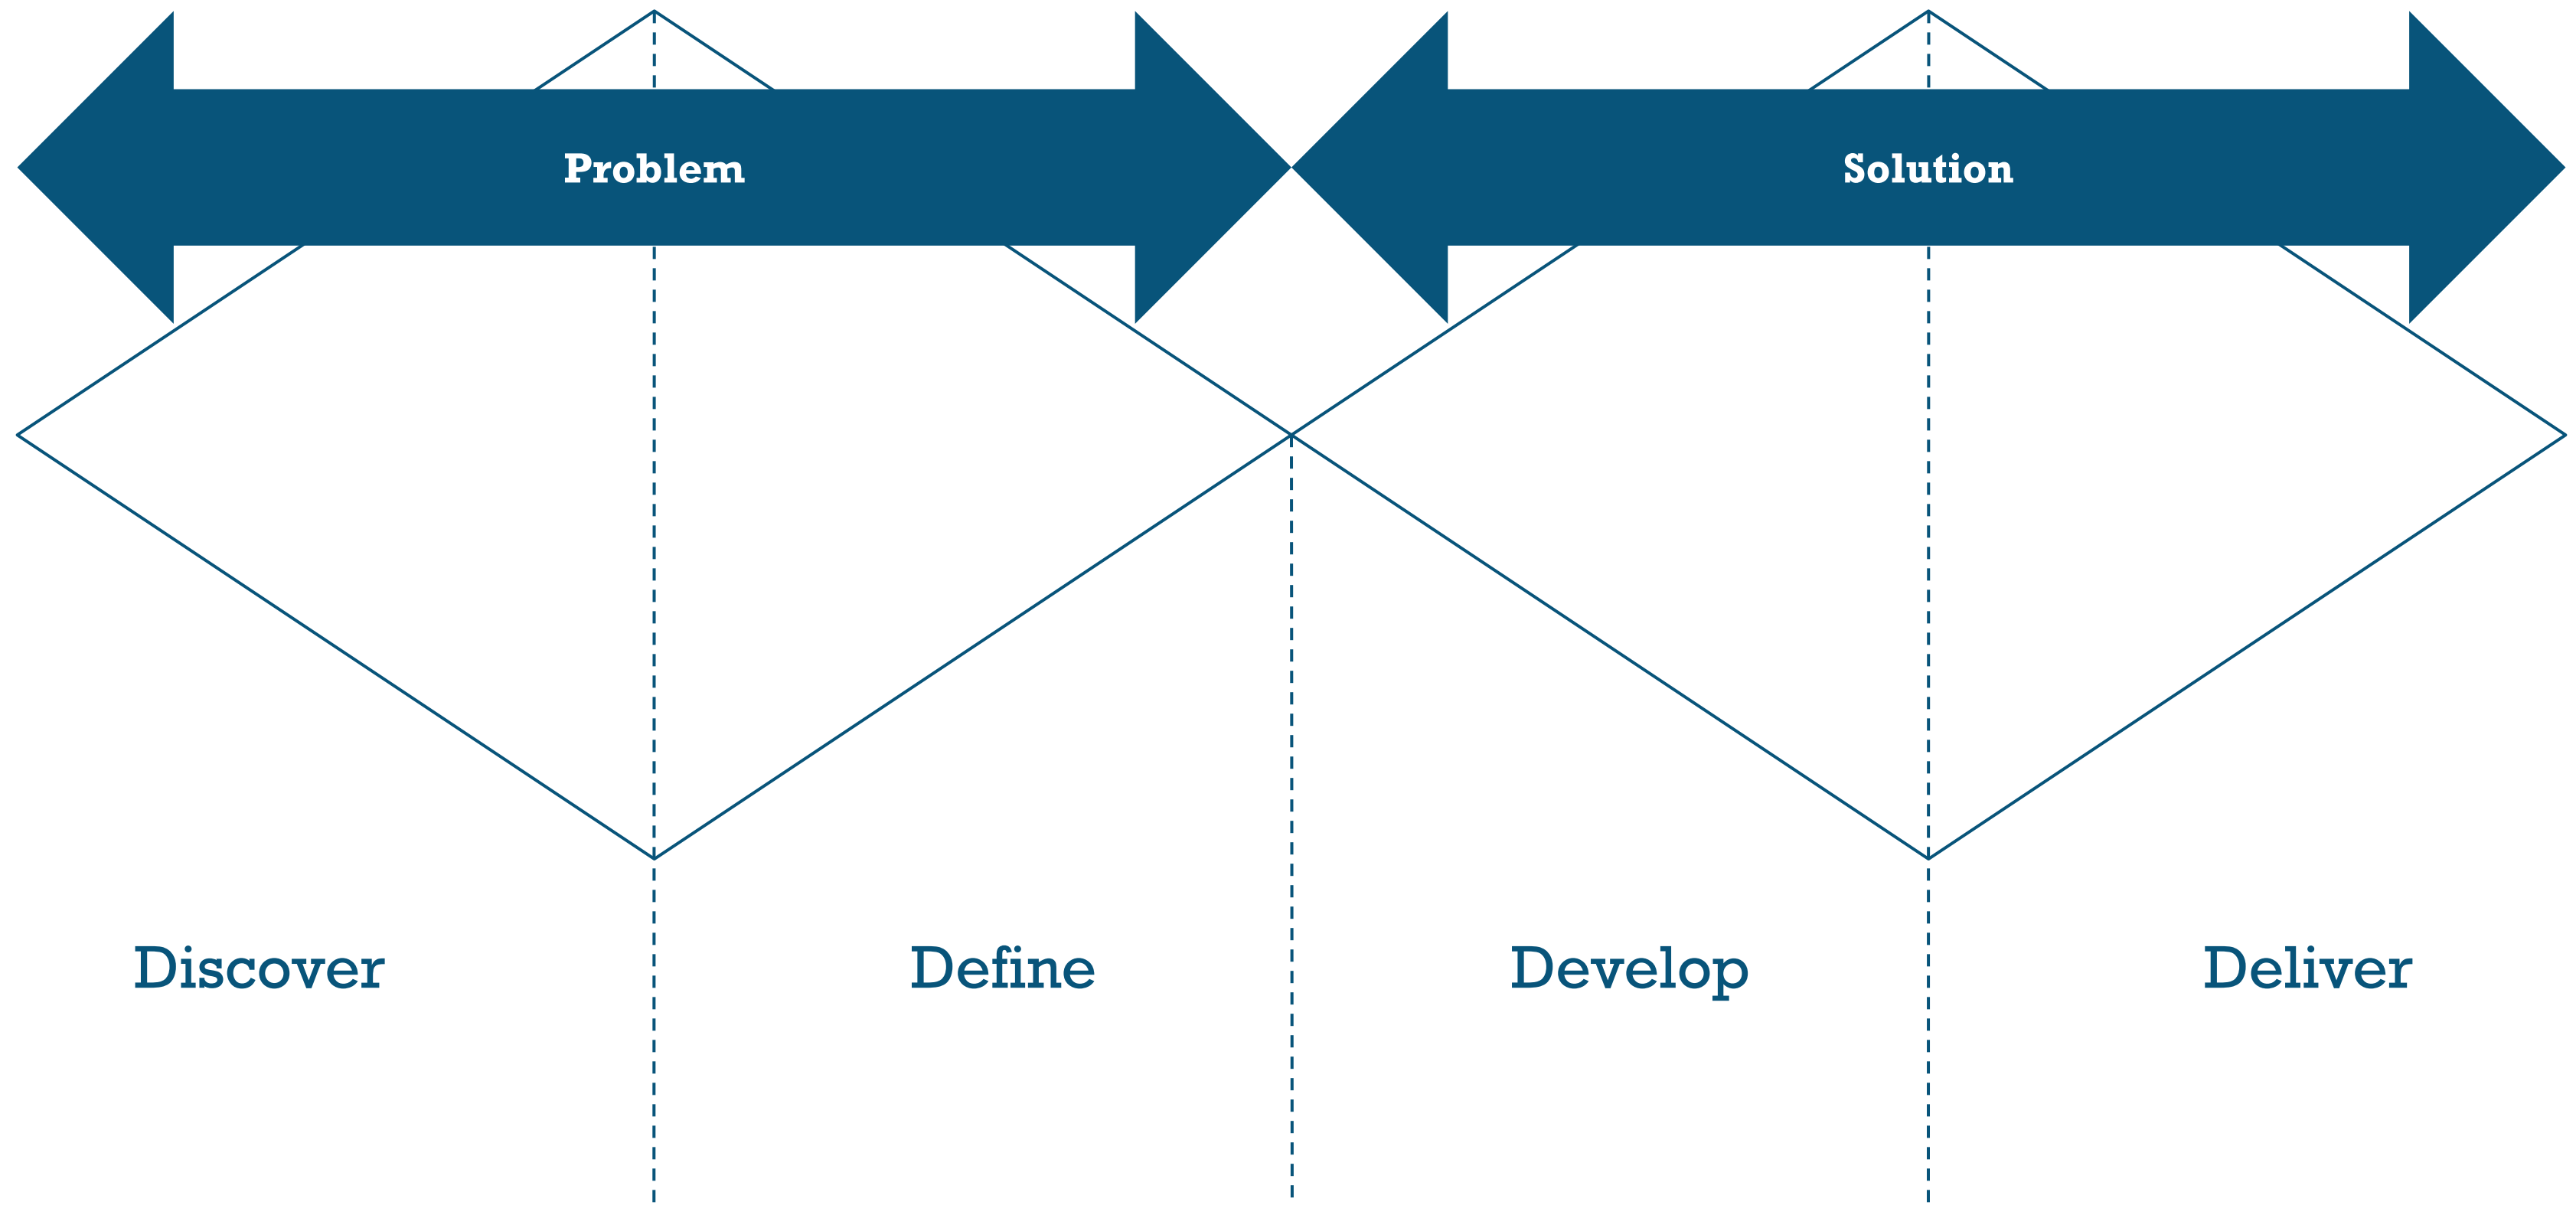 Problem
Solution
Discover
Define
Develop
Deliver